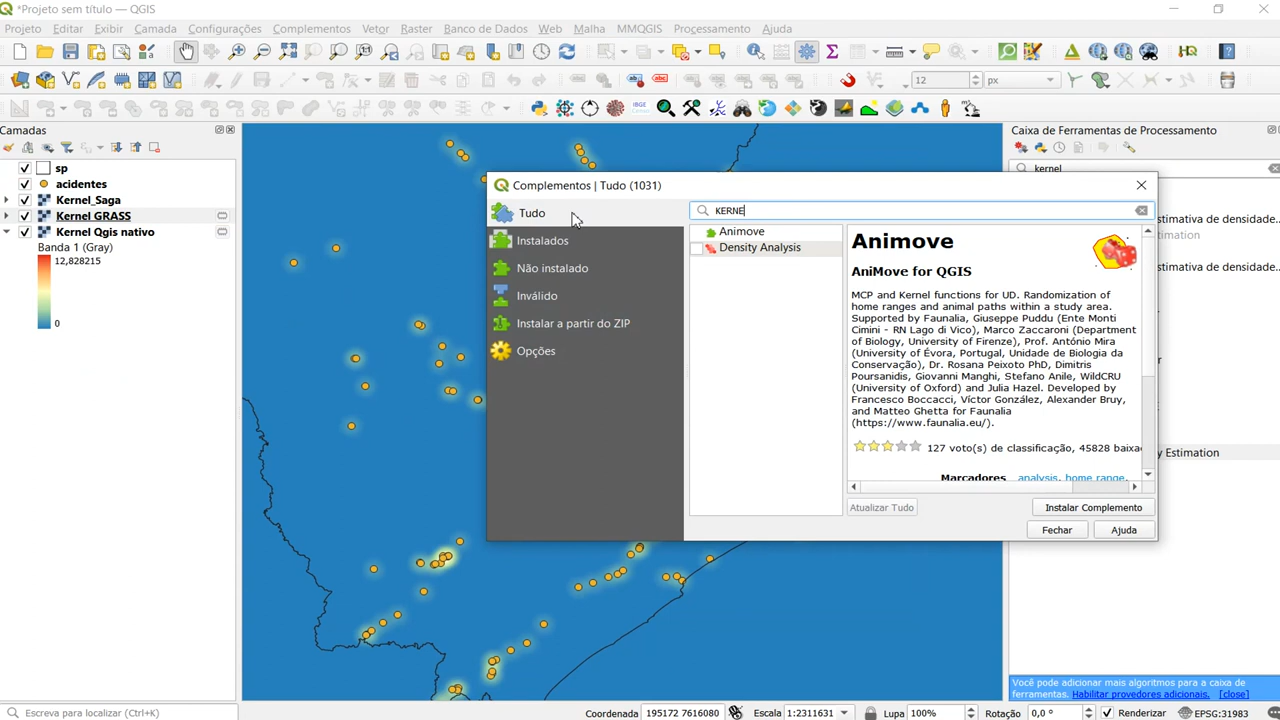 *Projeto sem título — QGIS
Projeto Editar Exibir Camada Configurações Complementos Vetor Raster Banco de Dados Web Malha MMQGIS Processamento Ajuda
12 px
IBGE
Camadas
sp
acidentes
Kernel_Saga
Kernel GRASS
Kernel Qgis nativo
Banda 1 (Gray)
12,828215
0
Caixa de Ferramentas de Processamento
kernel
estimativa de densidade...
stimation
estimativa de densidade...
y Estimation
Complementos | Tudo (1031)
Tudo
Instalados
Não instalado
Inválido
Instalar a partir do ZIP
Opções
KERNE
Animove
Density Analysis
Animove
AniMove for QGIS
MCP and Kernel functions for UD. Randomization of
home ranges and animal paths within a study area.
Supported by Faunalia, Giuseppe Puddu (Ente Monti
Cimini - RN Lago di Vico), Marco Zaccaroni (Department
of Biology, University of Firenze), Prof. António Mira
(University of Évora, Portugal, Unidade de Biologia da
Conservação), Dr. Rosana Peixoto PhD, Dimitris
Poursanidis, Giovanni Manghi, Stefano Anile, WildCRU
(University of Oxford) and Julia Hazel. Developed by
Francesco Boccacci, Víctor González, Alexander Bruy,
and Matteo Ghetta for Faunalia
(https://www.faunalia.eu/).
127 voto(s) de classificação, 45828 baixa
Marcadores analysis, home range,
Atualizar Tudo Instalar Complemento
Fechar Ajuda
Você pode adicionar mais algoritmos para a caixa de
ferramentas. Habilitar provedores adicionais. [close]
Escreva para localizar (Ctrl+K) Coordenada 195172 7616080 Escala 1:2311631 Lupa 100% Rotação 0,0 ° Renderizar EPSG:31983